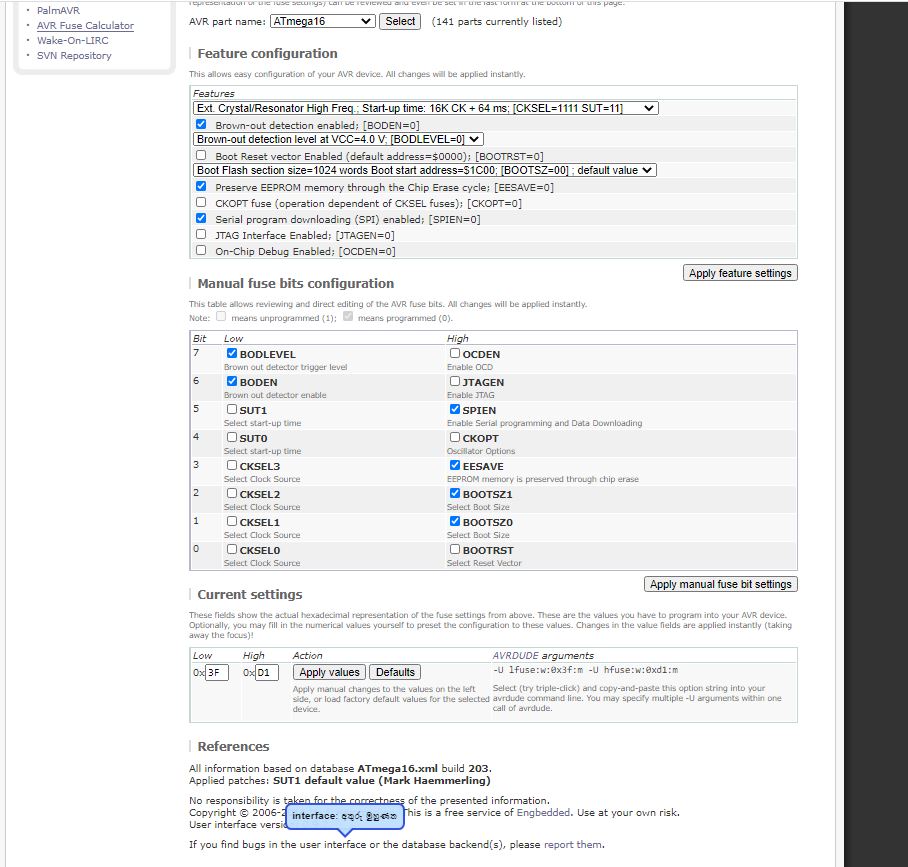 PalmAVR
AVR Fuse Calculator
Wake-On-LIRC
SVN Repository
representation of the fuse settings) can be reviewed and even be set in the last form at the bottom of this page.
AVR part name: ATmega16 Select (141 parts currently listed)
Feature configuration
This allows easy configuration of your AVR device. All changes will be applied instantly.
Features
Ext. Crystal/Resonator High Freq.; Start-up time: 16K CK + 64 ms; [CKSEL=1111 SUT=11]
Brown-out detection enabled; [BODEN=0]
Brown-out detection level at VCC=4.0 V; [BODLEVEL=0]
Boot Reset vector Enabled (default address=$0000); [BOOTRST=0]
Boot Flash section size=1024 words Boot start address=$1C00; [BOOTSZ=00] ; default value
Preserve EEPROM memory through the Chip Erase cycle; [EESAVE=0]
CKOPT fuse (operation dependent of CKSEL fuses); [CKOPT=0]
Serial program downloading (SPI) enabled; [SPIEN=0]
JTAG Interface Enabled; [JTAGEN=0]
On-Chip Debug Enabled; [OCDEN=0]
Apply feature settings
Manual fuse bits configuration
This table allows reviewing and direct editing of the AVR fuse bits. All changes will be applied instantly.
Note: means unprogrammed (1); means programmed (0).
Bit Low High
7 BODLEVEL OCDEN
Brown out detector trigger level Enable OCD
6 BODEN JTAGEN
Brown out detector enable Enable JTAG
5 SUT1 SPIEN
Select start-up time Enable Serial programming and Data Downloading
4 SUT0 CKOPT
Select start-up time Oscillator Options
3 CKSEL3 EESAVE
Select Clock Source EEPROM memory is preserved through chip erase
2 CKSEL2 BOOTSZ1
Select Clock Source Select Boot Size
1 CKSEL1 BOOTSZ0
Select Clock Source Select Boot Size
0 CKSEL0 BOOTRST
Select Clock Source Select Reset Vector
Apply manual fuse bit settings
Current settings
These fields show the actual hexadecimal representation of the fuse settings from above. These are the values you have to program into your AVR device.
Optionally, you may fill in the numerical values yourself to preset the configuration to these values. Changes in the value fields are applied instantly (taking
away the focus)!
Low High Action AVRDUDE arguments
0x3F 0xD1 Apply values Defaults -U lfuse:w:0x3f:m -U hfuse:w:0xd1:m
Apply manual changes to the values on the left
side, or load factory default values for the selected
device.
Select (try triple-click) and copy-and-paste this option string into your
avrdude command line. You may specify multiple -U arguments within one
call of avrdude.
References
All information based on database ATmega16.xml build 203.
Applied patches: SUT1 default value (Mark Haemmerling)
No responsibility is taken for the correctness of the presented information.
Copyright © 2006-2 This is a free service of Engbedded. Use at your own risk.
interface: අතුරු මුහුණත
User interface versi
If you find bugs in the user interface or the database backend(s), please report them.